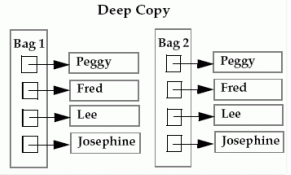 Deep Copy
Bag 1
Peggy
Fred
Lee
Josephine
Bag 2
Peggy
Fred
Lee
Josephine